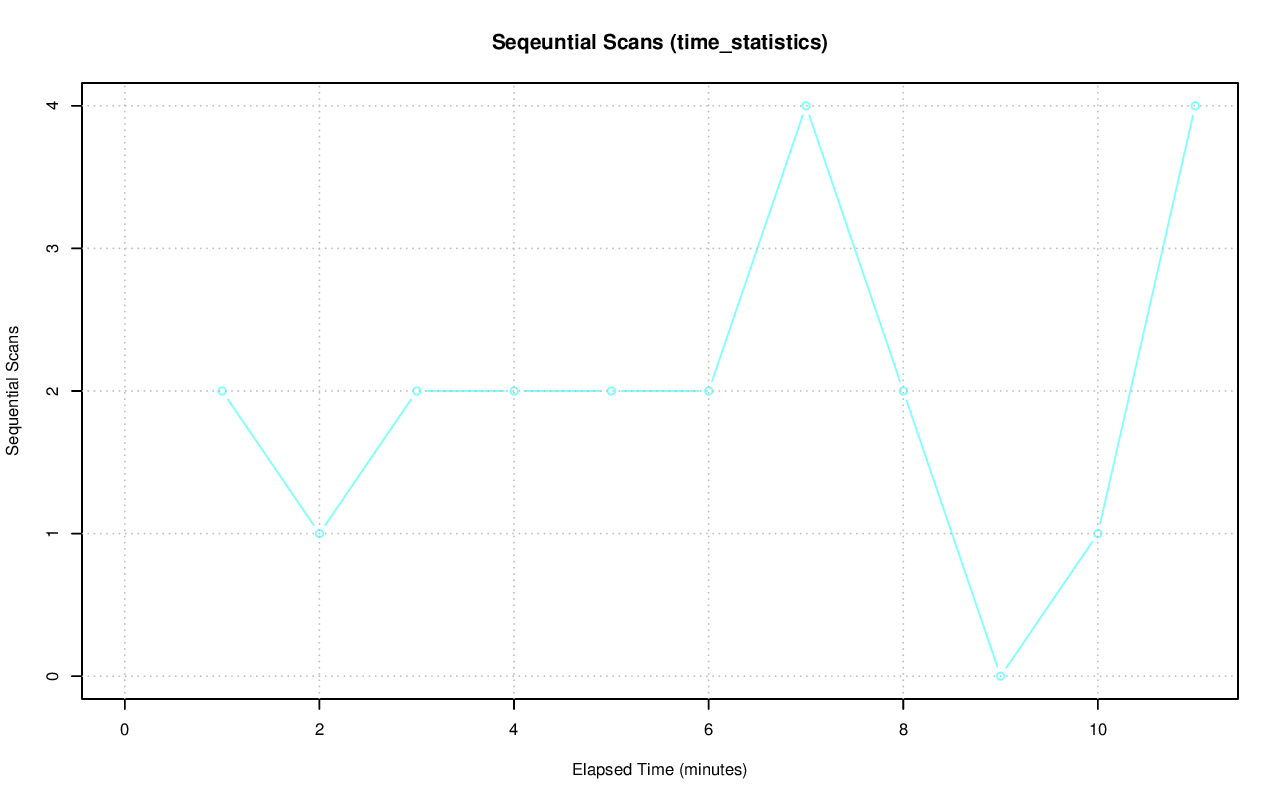 Seqeuntial Scans (time_statistics)
Sequential Scans
4
3
2
1
0
0 2 4 6 8 10
Elapsed Time (minutes)